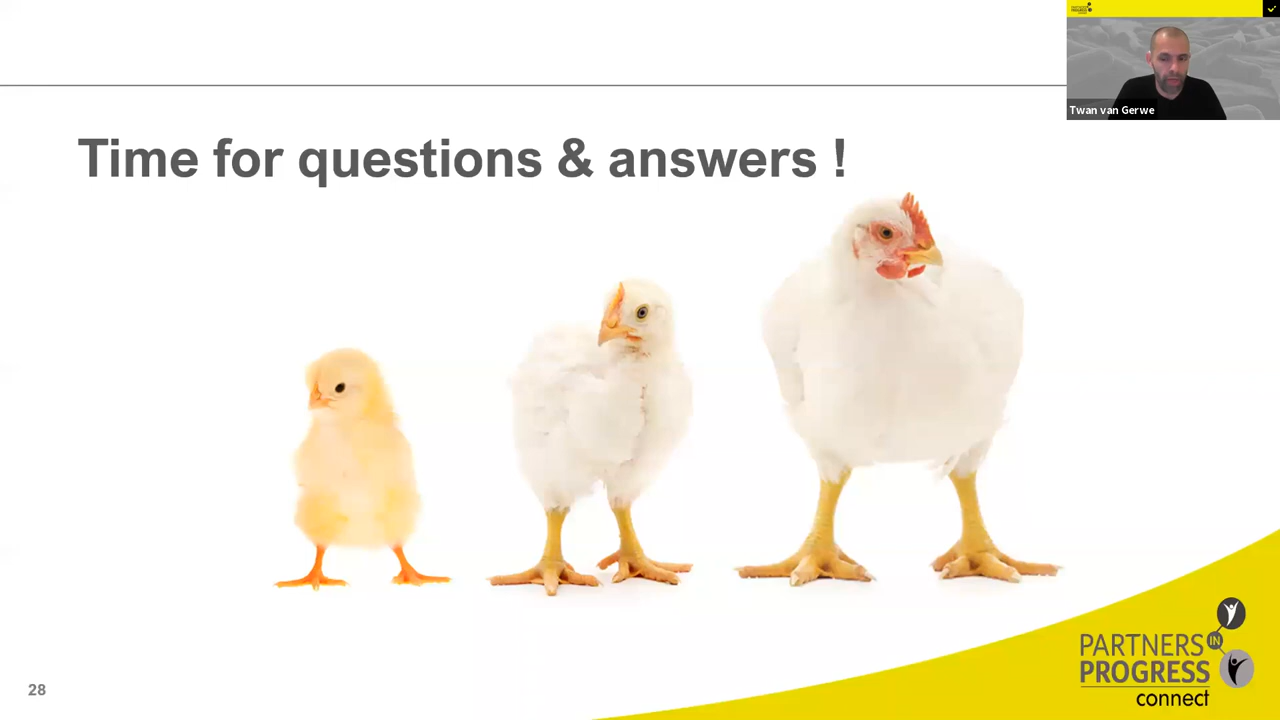 Twan van Gerwe
Time for questions & answers !
PARTNERS
IN
PROGRESS
connect
28